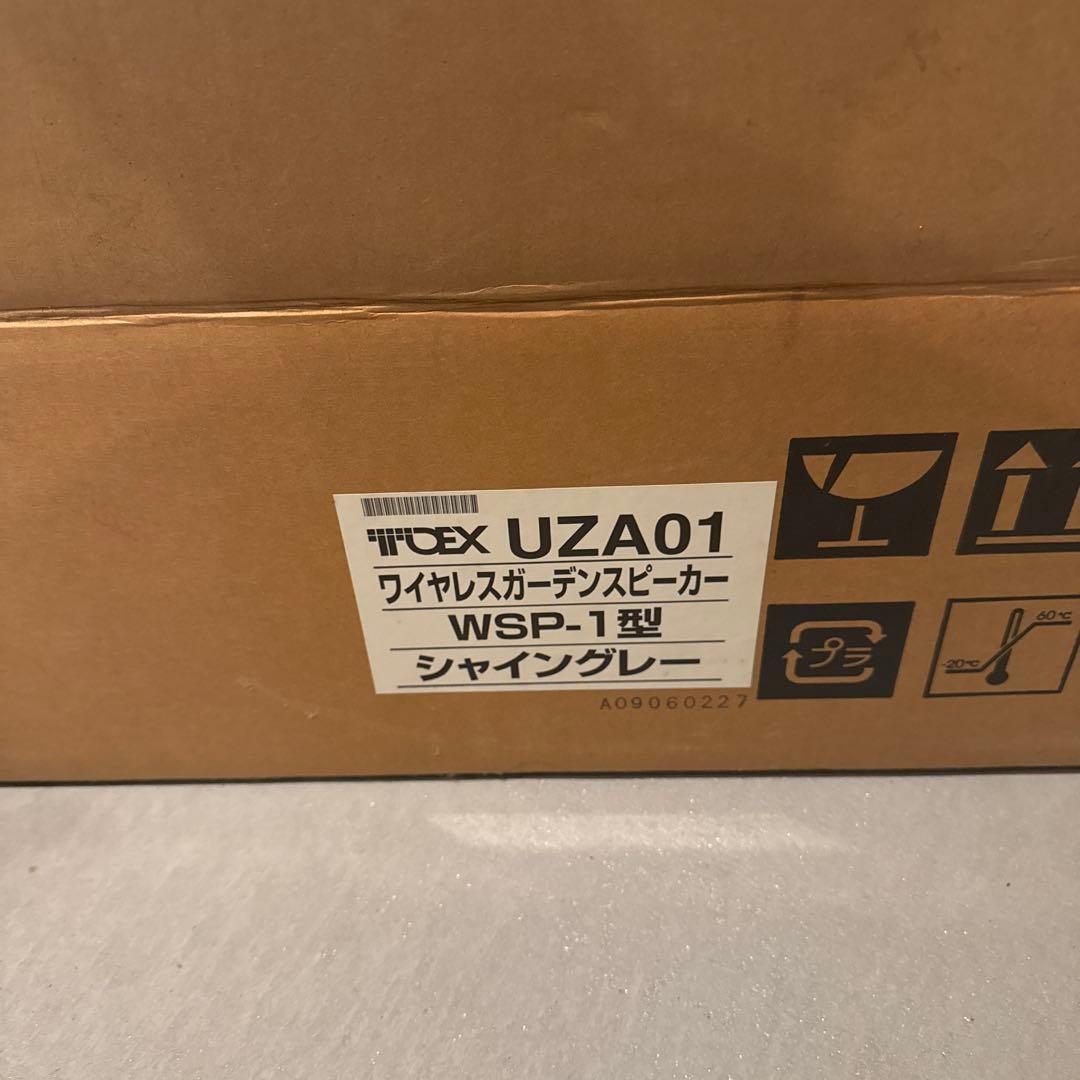 TOEX UZA01
ワイヤレスガーデンスピーカー
WSP-1型
シャイングレー
A09060227
プラ
60℃
-20℃